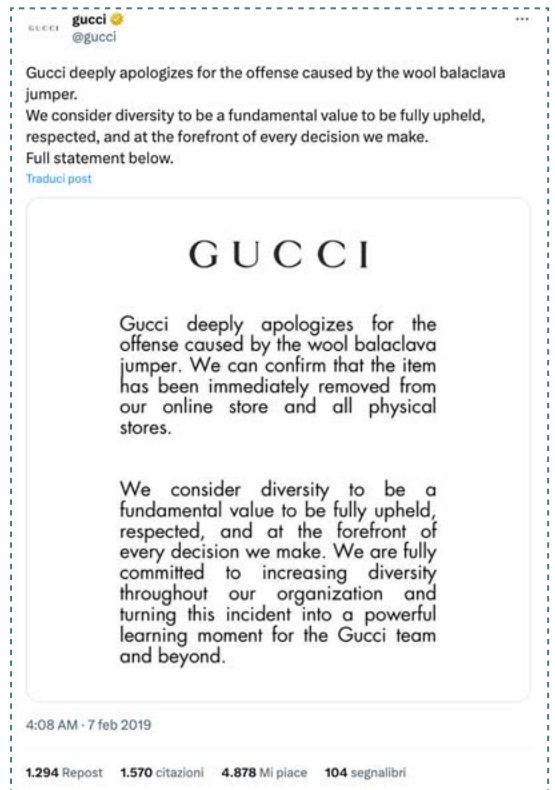 GUCCI
gucci
@gucci
Gucci deeply apologizes for the offense caused by the wool balaclava
jumper.
We consider diversity to be a fundamental value to be fully upheld,
respected, and at the forefront of every decision we make.
Full statement below.
Traduci post
GUCCI
Gucci deeply apologizes for the
offense caused by the wool balaclava
jumper. We can confirm that the item
has been immediately removed from
our online store and all physical
stores.
We consider diversity to be a
fundamental value to be fully upheld,
respected, and at the forefront of
every decision we make. We are fully
committed to increasing diversity
throughout our organization and
turning this incident into a powerful
learning moment for the Gucci team
and beyond.
4:08 AM · 7 feb 2019
1.294 Repost 1.570 citazioni 4.878 Mi piace 104 segnalibri